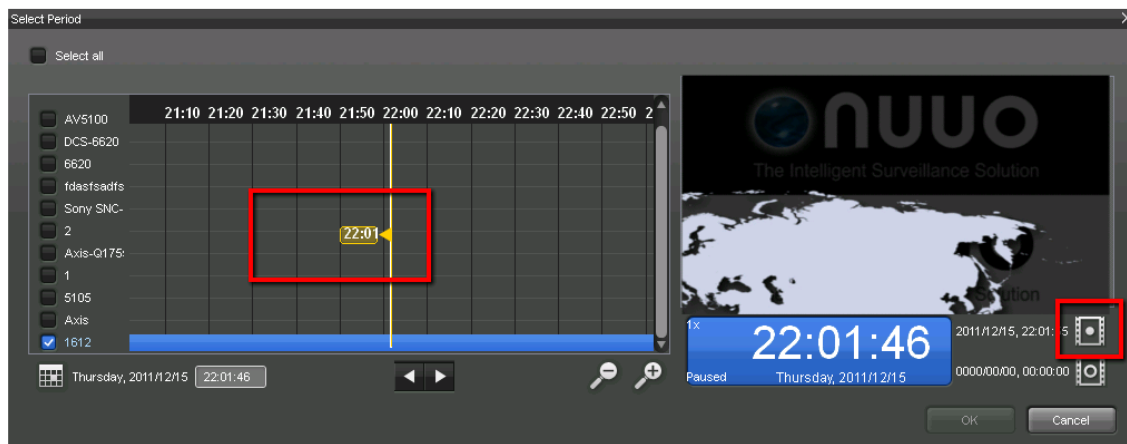 Select Period
Select all
21:10 21:20 21:30 21:40 21:50 22:00 22:10 22:20 22:30 22:40 22:50 2
AV5100
DCS-6620
6620
fdasfsadfs
Sony SNC-
2
Axis-Q175
1
5105
Axis
1612
22:01
nuuo
The Intelligent Surveillance Solution
Solution
1x
22:01:46
Paused
Thursday, 2011/12/15
2011/12/15, 22:01:
0000/00/00, 00:00:00
Thursday, 2011/12/15
22:01:46
OK
Cancel